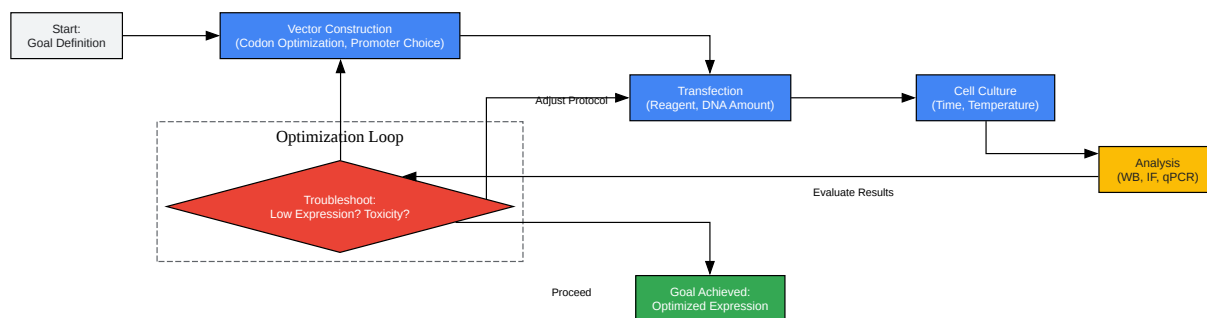 Start:
Goal Definition
Vector Construction
(Codon Optimization, Promoter Choice)
Transfection
(Reagent, DNA Amount)
Cell Culture
(Time, Temperature)
Adjust Protocol
Optimization Loop
Analysis
(WB, IF, qPCR)
Evaluate Results
Troubleshoot:
Low Expression? Toxicity?
Proceed
Goal Achieved:
Optimized Expression